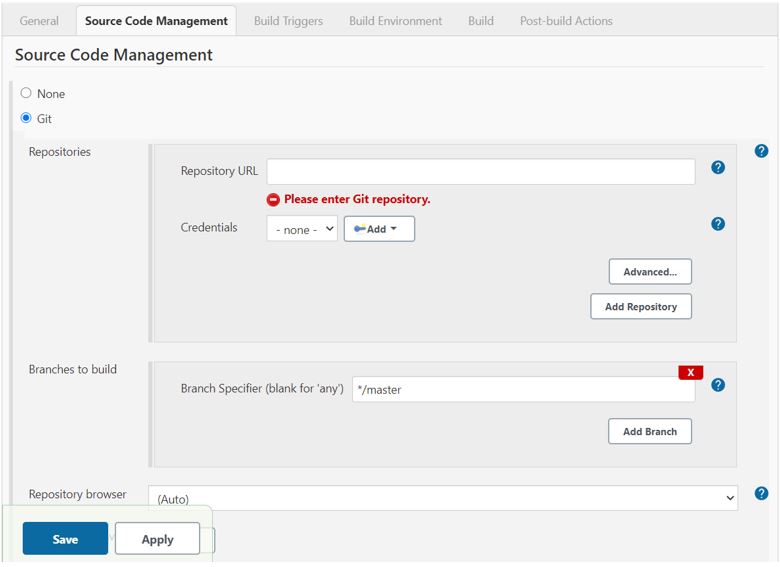 General Source Code Management Build Triggers Build Environment Build Post-build Actions
Source Code Management
None
Git
Repositories
Repository URL
Please enter Git repository.
Credentials - none - Add
Advanced...
Add Repository
Branches to build
X
Branch Specifier (blank for 'any') */master
Add Branch
Repository browser (Auto)
Save Apply